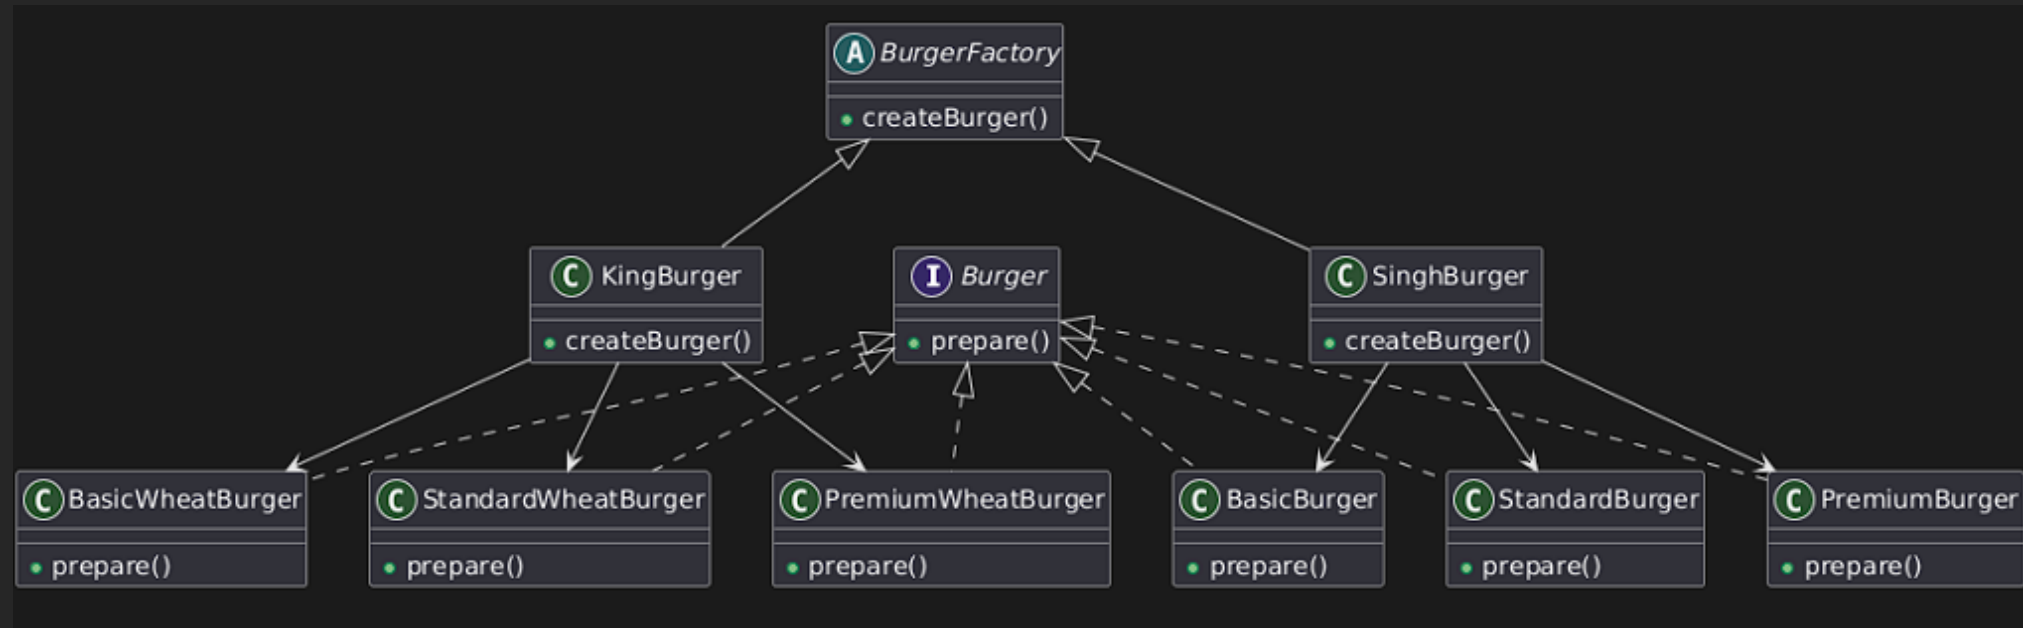 A BurgerFactory
createBurger()
C KingBurger
createBurger()
I Burger
prepare()
C SinghBurger
createBurger()
C BasicWheatBurger
prepare()
C StandardWheatBurger
prepare()
C PremiumWheatBurger
prepare()
C BasicBurger
prepare()
C StandardBurger
prepare()
C PremiumBurger
prepare()